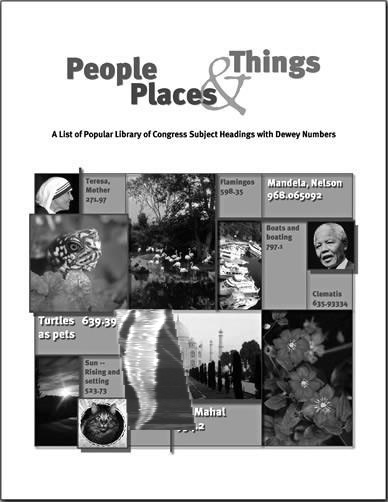 People
Places & Things
A List of Popular Library of Congress Subject Headings with Dewey Numbers
Teresa,
Mother
271.97
Flamingos
598.35
Mandela, Nelson
968.065092
Boats and
boating
797.1
Clematis
635.93334
Turtles 639.39
as pets
Sun --
Rising and
setting
523.73
Mahal